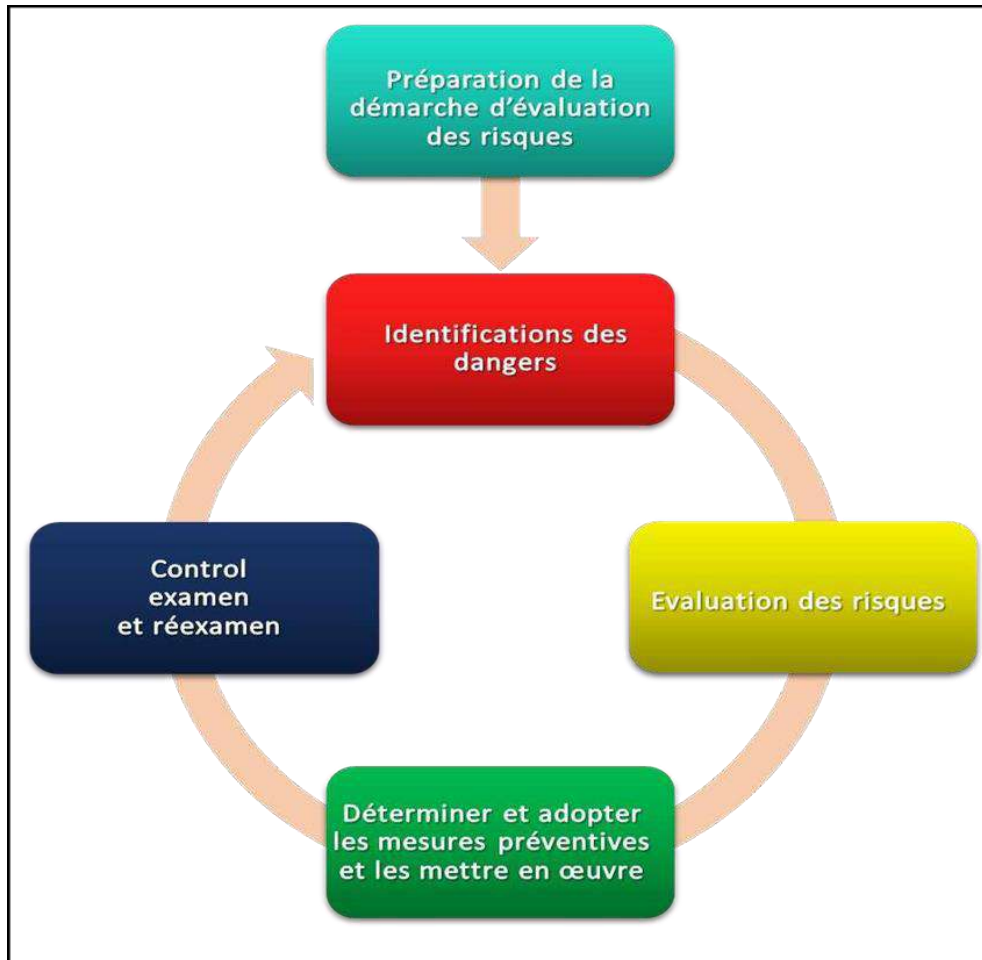 Préparation de la
démarche d’évaluation
des risques
Identifications des
dangers
Evaluation des risques
Déterminer et adopter
les mesures préventives
et les mettre en œuvre
Control
examen
et réexamen